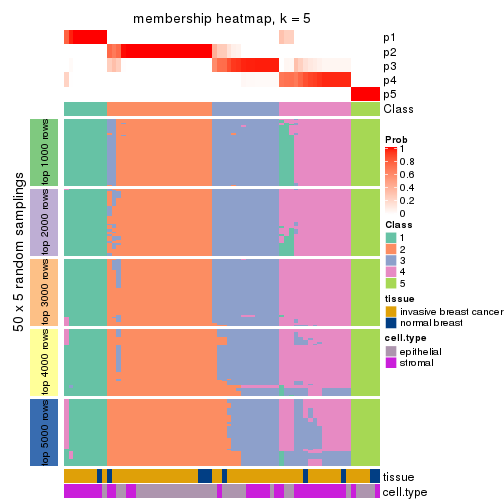 membership heatmap, k = 5
p1
p2
p3
p4
p5
Class
50 x 5 random samplings
top 1000 rows
top 2000 rows
top 3000 rows
top 4000 rows
top 5000 rows
Prob
1
0.8
0.6
0.4
0.2
0
Class
1
2
3
4
5
tissue
invasive breast cancer
normal breast
cell.type
epithelial
stromal
tissue
cell.type